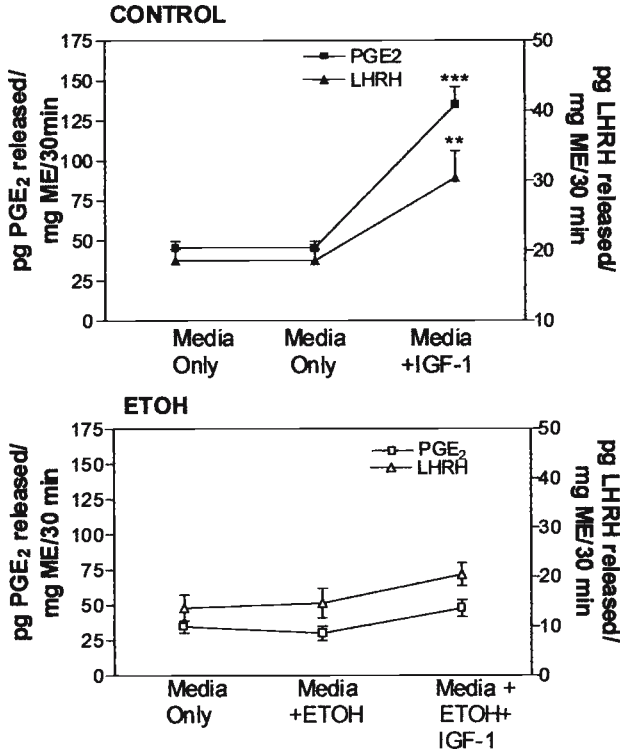 CONTROL
pg PGE2 released/
mg ME/30min
175
150
125
100
75
50
25
0
PGE2
LHRH
***
**
50
40
30
20
10
pg LHRH released/
mg ME/30 min
Media
Only
Media
Only
Media
+IGF-1
ETOH
pg PGE2 released/
mg ME/30 min
175
150
125
100
75
50
25
0
PGE2
LHRH
50
40
30
20
10
0
pg LHRH released/
mg ME/30 min
Media
Only
Media
+ETOH
Media +
ETOH+
IGF-1